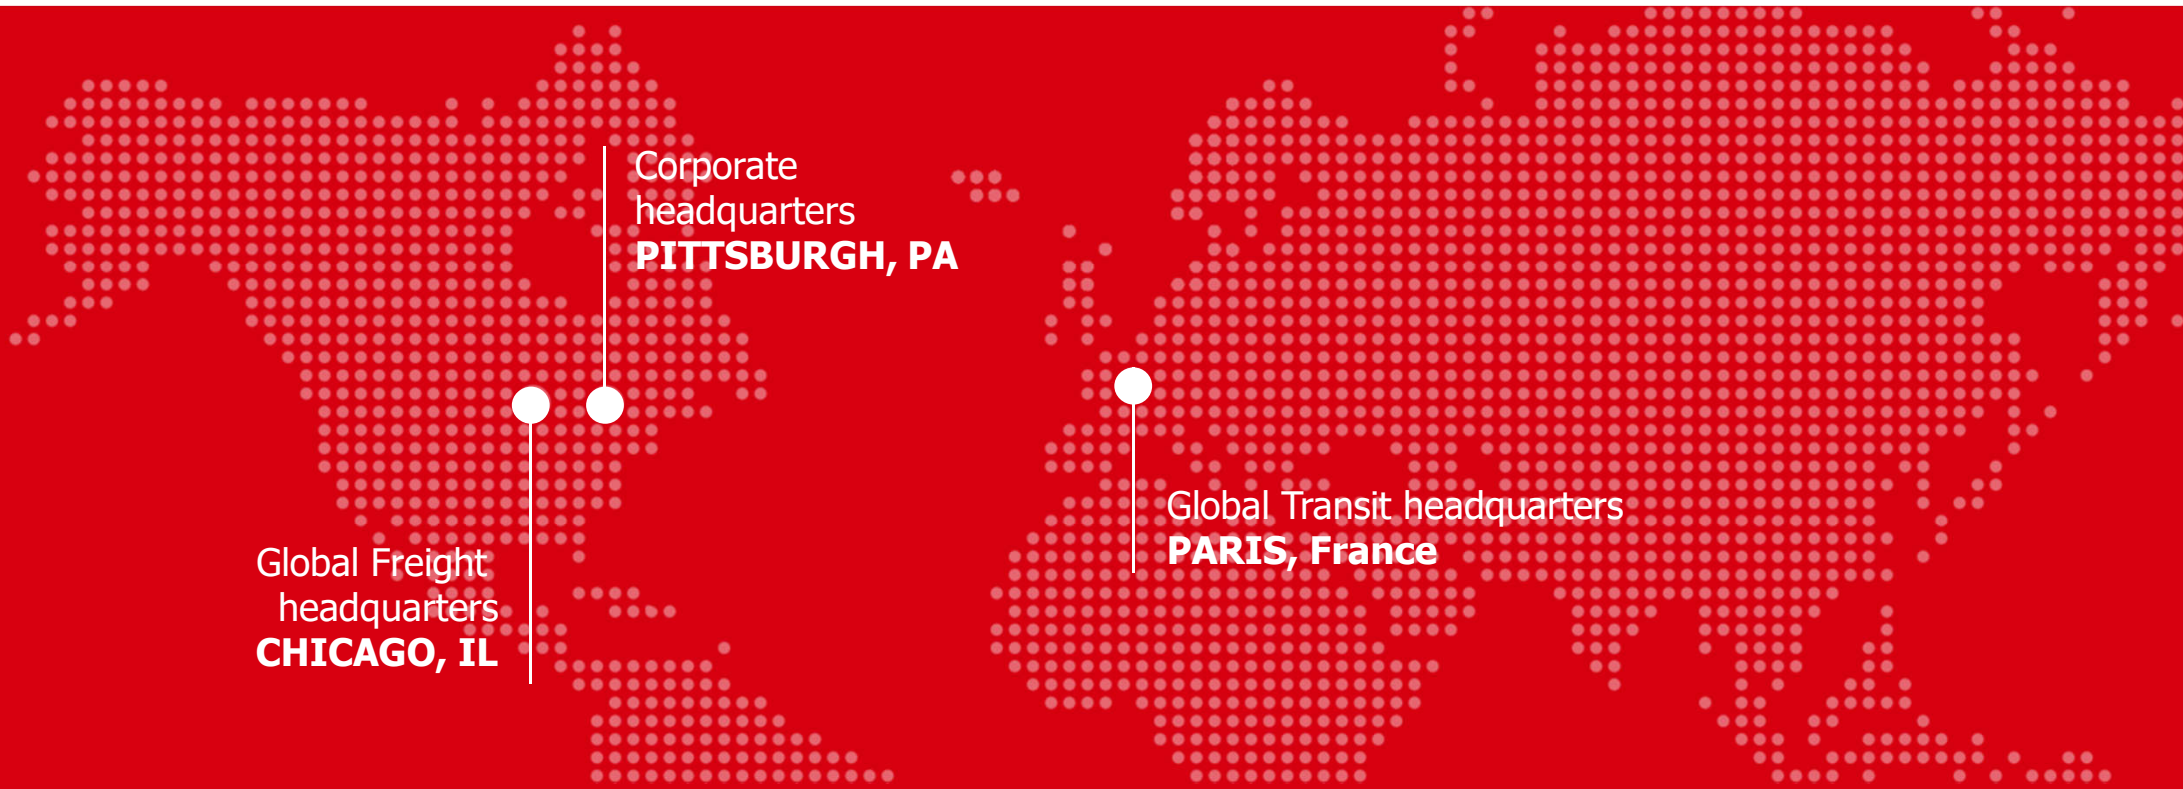 Corporate
headquarters
PITTSBURGH, PA
Global Transit headquarters
PARIS, France
Global Freight
headquarters
CHICAGO, IL